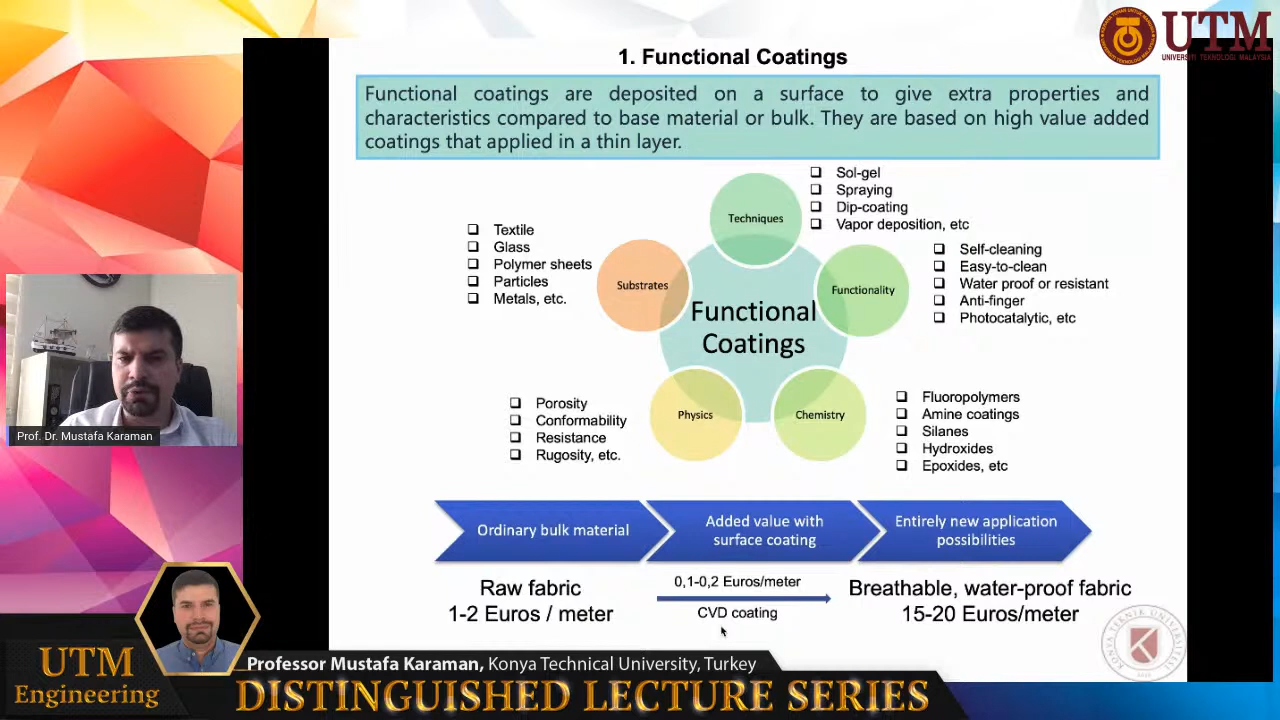 1. Functional Coatings
UTM
UNIVERSITI TEKNOLOGI MALAYSIA
Functional coatings are deposited on a surface to give extra properties and
characteristics compared to base material or bulk. They are based on high value added
coatings that applied in a thin layer.
Techniques
Sol-gel
Spraying
Dip-coating
Vapor deposition, etc
Textile
Glass
Polymer sheets
Particles
Metals, etc.
Substrates
Functionality
Self-cleaning
Easy-to-clean
Water proof or resistant
Anti-finger
Photocatalytic, etc
Functional
Coatings
Porosity
Conformability
Resistance
Rugosity, etc.
Physics
Chemistry
Fluoropolymers
Amine coatings
Silanes
Hydroxides
Epoxides, etc
Prof. Dr. Mustafa Karaman
Ordinary bulk material
Added value with
surface coating
Entirely new application
possibilities
Raw fabric
1-2 Euros / meter
0,1-0,2 Euros/meter
CVD coating
Breathable, water-proof fabric
15-20 Euros/meter
UTM
Engineering
Professor Mustafa Karaman, Konya Technical University, Turkey
DISTINGUISHED LECTURE SERIES